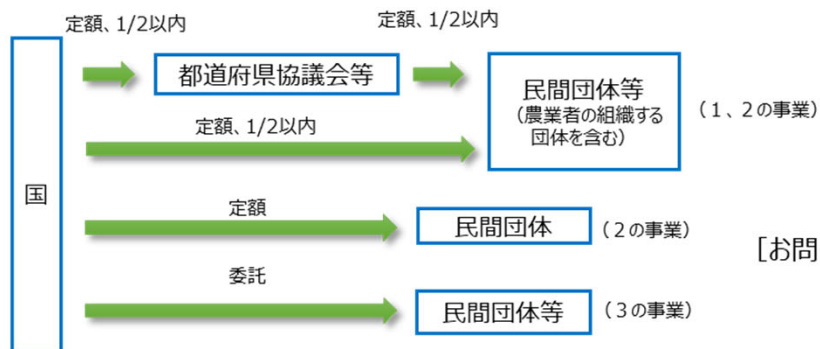 定額、1/2以内
定額、1/2以内
都道府県協議会等
民間団体等
（農業者の組織する
団体を含む）
（１、２の事業）
定額、1/2以内
国
定額
民間団体
（２の事業）
［お問
委託
民間団体等
（３の事業）